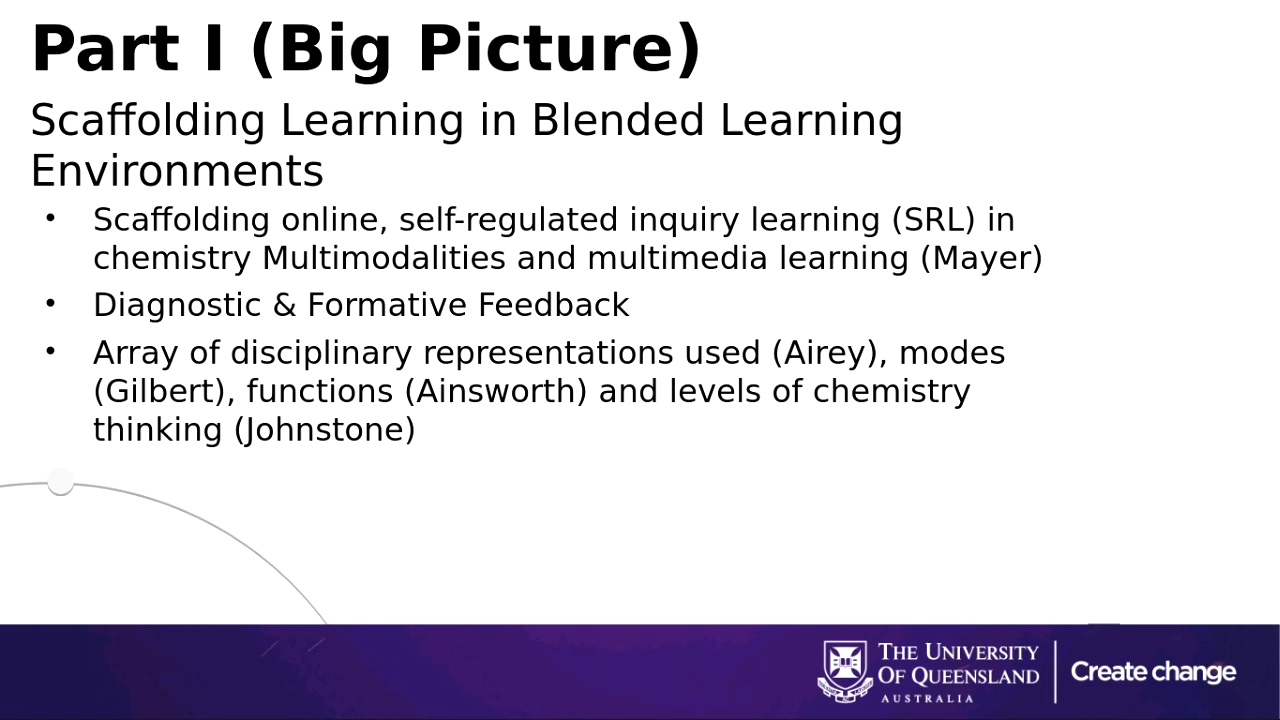 Part I (Big Picture)
Scaffolding Learning in Blended Learning
Environments
• Scaffolding online, self-regulated inquiry learning (SRL) in
chemistry Multimodalities and multimedia learning (Mayer)
• Diagnostic & Formative Feedback
• Array of disciplinary representations used (Airey), modes
(Gilbert), functions (Ainsworth) and levels of chemistry
thinking (Johnstone)
THE UNIVERSITY
OF QUEENSLAND
AUSTRALIA
Create change